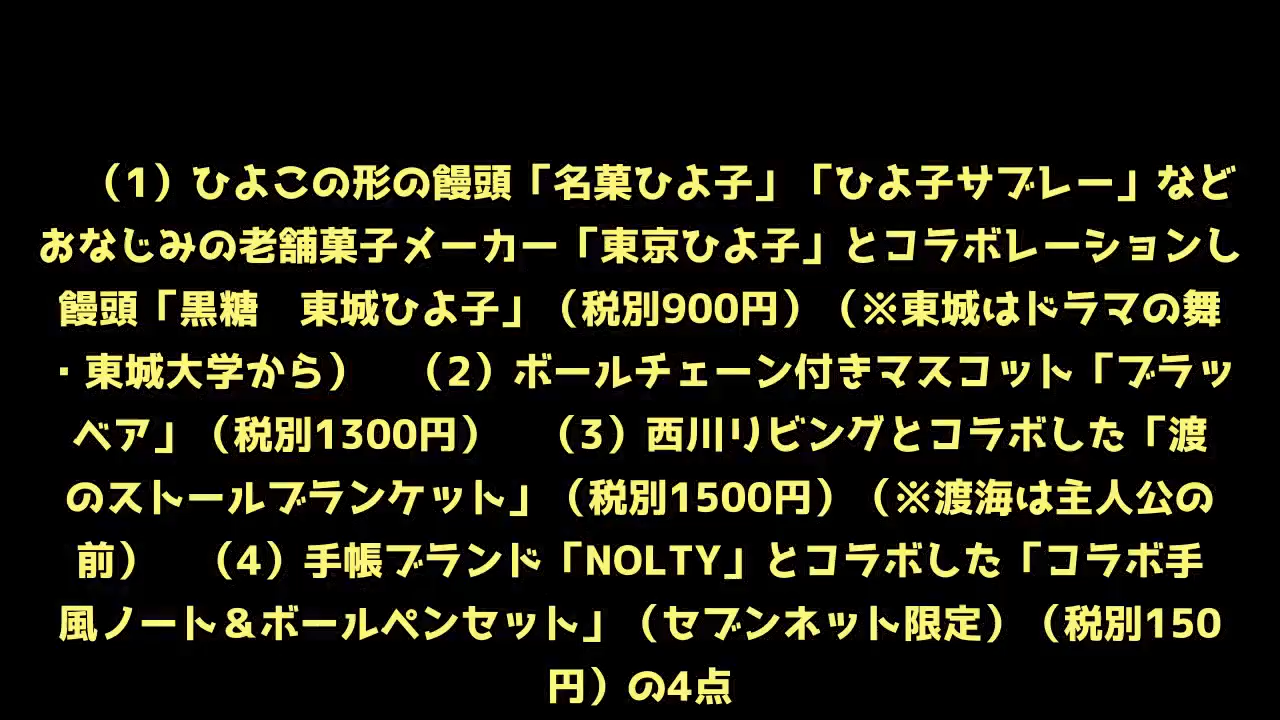 （1）ひよこの形の饅頭「名菓ひよ子」「ひよ子サブレー」など
おなじみの老舗菓子メーカー「東京ひよ子」とコラボレーションし
饅頭「黒糖　東城ひよ子」（税別900円）（※東城はドラマの舞
・東城大学から）　（2）ボールチェーン付きマスコット「ブラッ
ベア」（税別1300円）　（3）西川リビングとコラボした「渡
のストールブランケット」（税別1500円）（※渡海は主人公の
前）　（4）手帳ブランド「NOLTY」とコラボした「コラボ手
風ノート＆ボールペンセット」（セブンネット限定）（税別150
円）の4点